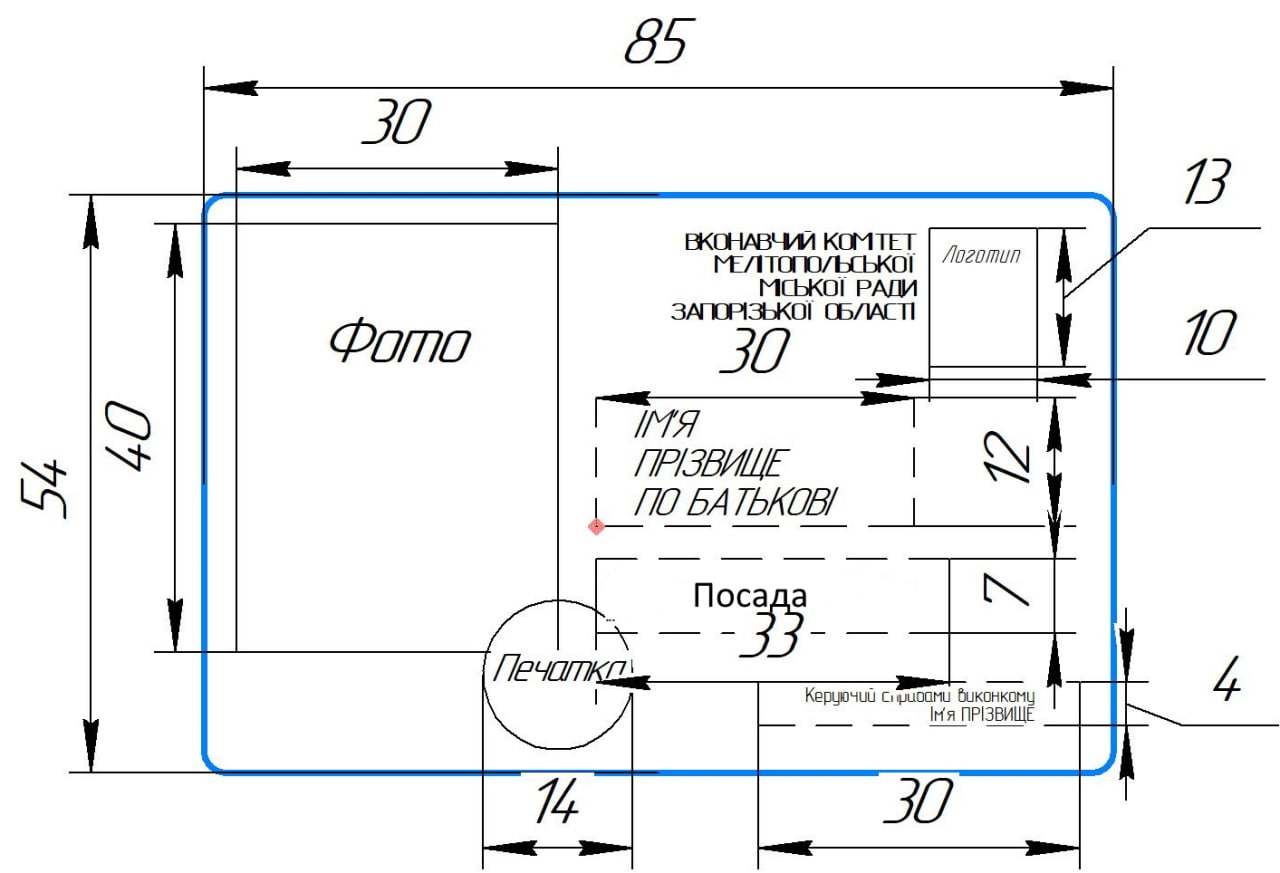 85
30
13
ВКОНАВЧИЙ КОМІТЕТ
МЕЛІТОПОЛЬСЬКОЇ
МІСЬКОЇ РАДИ
ЗАПОРІЗЬКОЇ ОБЛАСТІ
Логотип
Фото
30
10
40
54
ІМ'Я
ПРІЗВИЩЕ
ПО БАТЬКОВІ
12
Посада
7
33
Печатка
Керуючий справами виконкому
Ім'я ПРІЗВИЩЕ
4
14
30